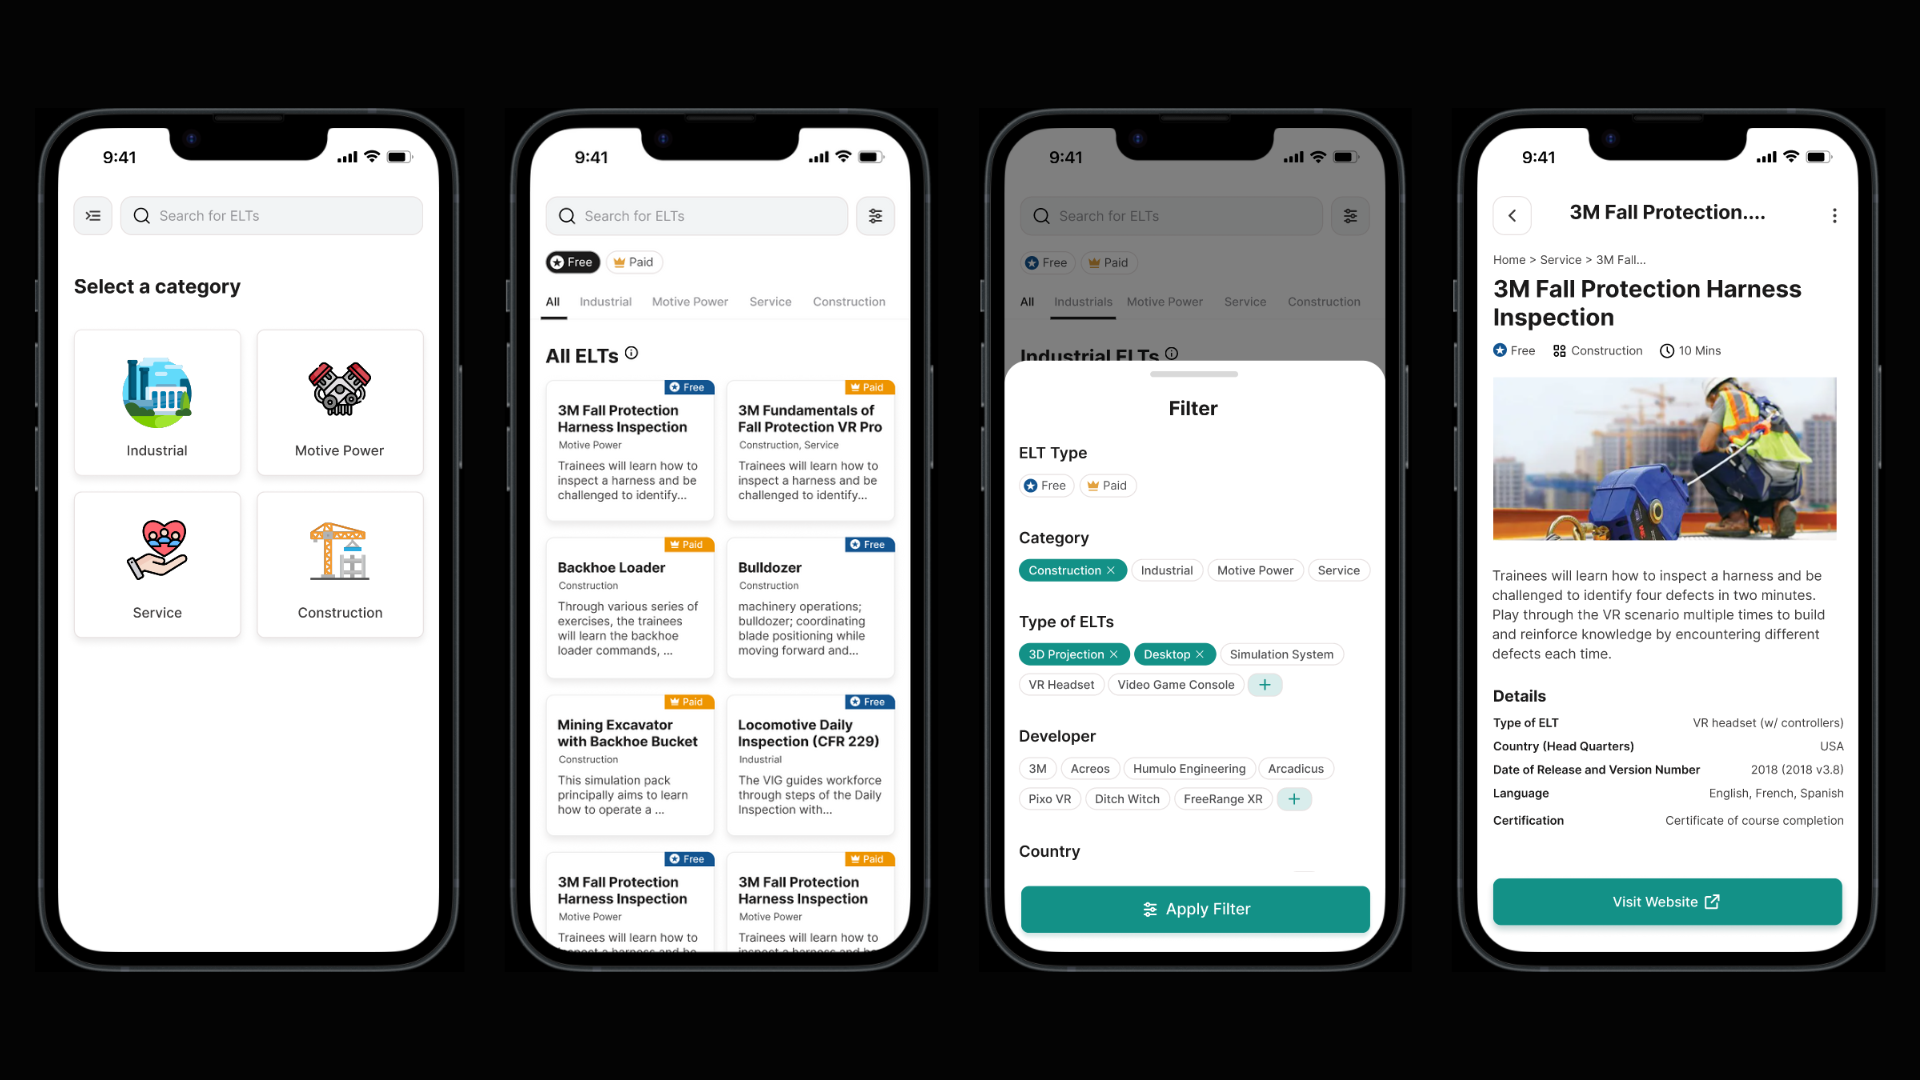 9:41
Search for ELTs
Select a category
Industrial
Motive Power
Service
Construction
9:41
Search for ELTs
Free
Paid
All
Industrial
Motive Power
Service
Construction
All ELTs
Free
3M Fall Protection
Harness Inspection
Motive Power
Trainees will learn how to
inspect a harness and be
challenged to identify...
Paid
3M Fundamentals of
Fall Protection VR Pro
Construction, Service
Trainees will learn how to
inspect a harness and be
challenged to identify...
Paid
Backhoe Loader
Construction
Through various series of
exercises, the trainees
will learn the backhoe
loader commands, ...
Free
Bulldozer
Construction
machinery operations;
bulldozer; coordinating
blade positioning while
moving forward and...
Paid
Mining Excavator
with Backhoe Bucket
Construction
This simulation pack
principally aims to learn
how to operate a ...
Free
Locomotive Daily
Inspection (CFR 229)
Industrial
The VIG guides workforce
through steps of the Daily
Inspection with...
Free
3M Fall Protection
Harness Inspection
Motive Power
Trainees will learn how to
inspect a harness and be
Paid
3M Fall Protection
Harness Inspection
Motive Power
Trainees will learn how to
inspect a harness and be
9:41
Search for ELTs
Free
Paid
All
Industrials
Motive Power
Service
Construction
Industrial ELTs
Filter
ELT Type
Free
Paid
Category
Construction
Industrial
Motive Power
Service
Type of ELTs
3D Projection
Desktop
Simulation System
VR Headset
Video Game Console
+
Developer
3M
Acreos
Humulo Engineering
Arcadicus
Pixo VR
Ditch Witch
FreeRange XR
+
Country
Apply Filter
9:41
3M Fall Protection....
Home > Service > 3M Fall...
3M Fall Protection Harness
Inspection
Free
Construction
10 Mins
Trainees will learn how to inspect a harness and be
challenged to identify four defects in two minutes.
Play through the VR scenario multiple times to build
and reinforce knowledge by encountering different
defects each time.
Details
Type of ELT VR headset (w/ controllers)
Country (Head Quarters) USA
Date of Release and Version Number 2018 (2018 v3.8)
Language English, French, Spanish
Certification Certificate of course completion
Visit Website